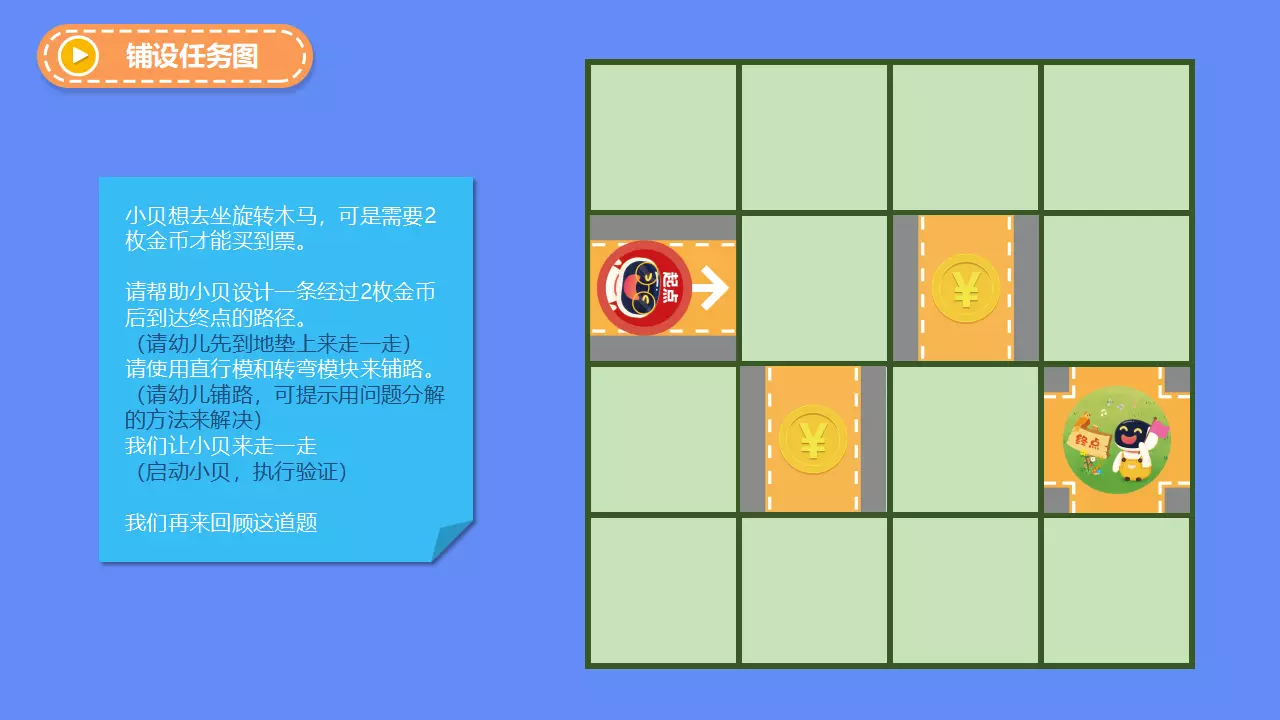 铺设任务图
小贝想去坐旋转木马，可是需要2
枚金币才能买到票。
请帮助小贝设计一条经过2枚金币
后到达终点的路径。
（请幼儿先到地垫上来走一走）
请使用直行模和转弯模块来铺路。
（请幼儿铺路，可提示用问题分解
的方法来解决）
我们让小贝来走一走
（启动小贝，执行验证）
我们再来回顾这道题
起点
¥
¥
终点